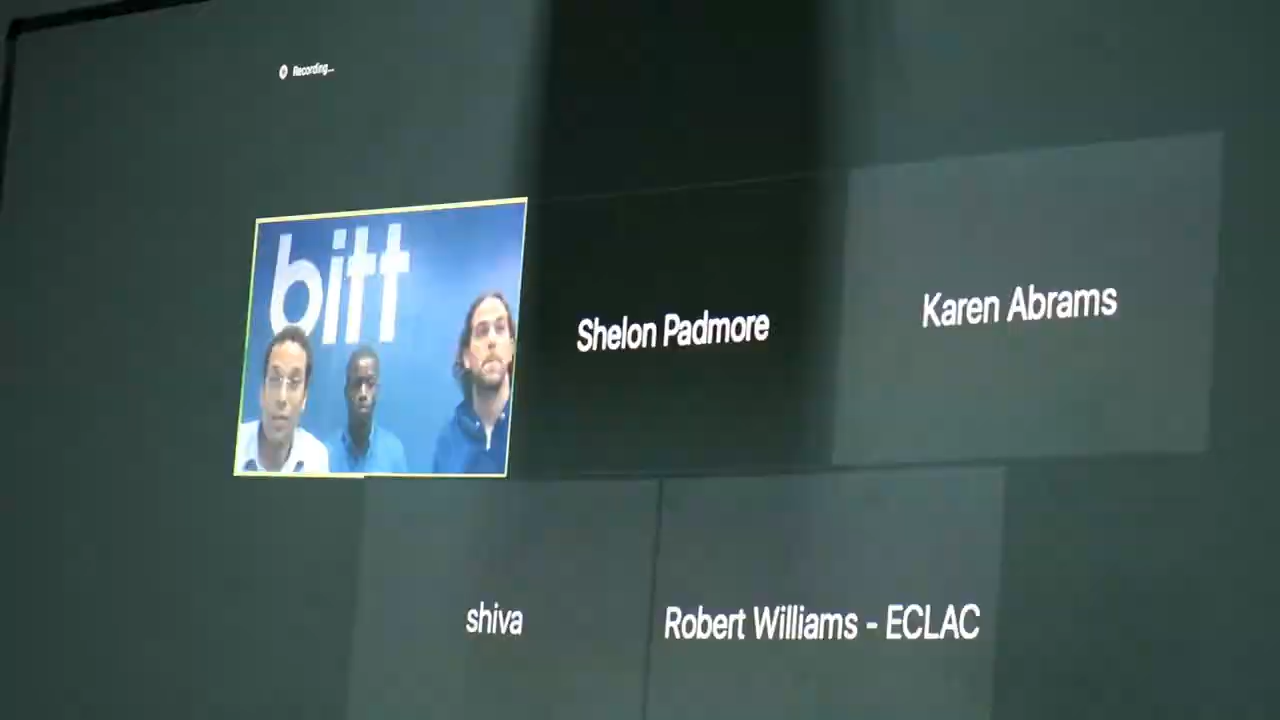 Recording...
bitt
Shelon Padmore
Karen Abrams
shiva
Robert Williams - ECLAC